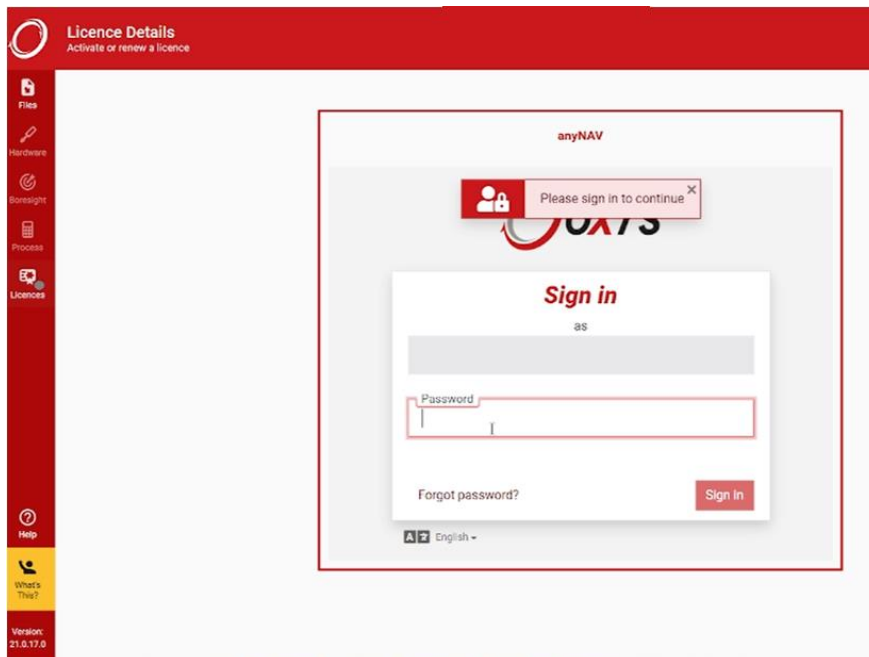 Licence Details
Activate or renew a licence
Files
Hardware
Boresight
Process
Licences
anyNAV
Please sign in to continue
OXTS
Sign in
as
Password
Forgot password?
Sign In
English
Help
What's
This?
Version:
21.0.17.0